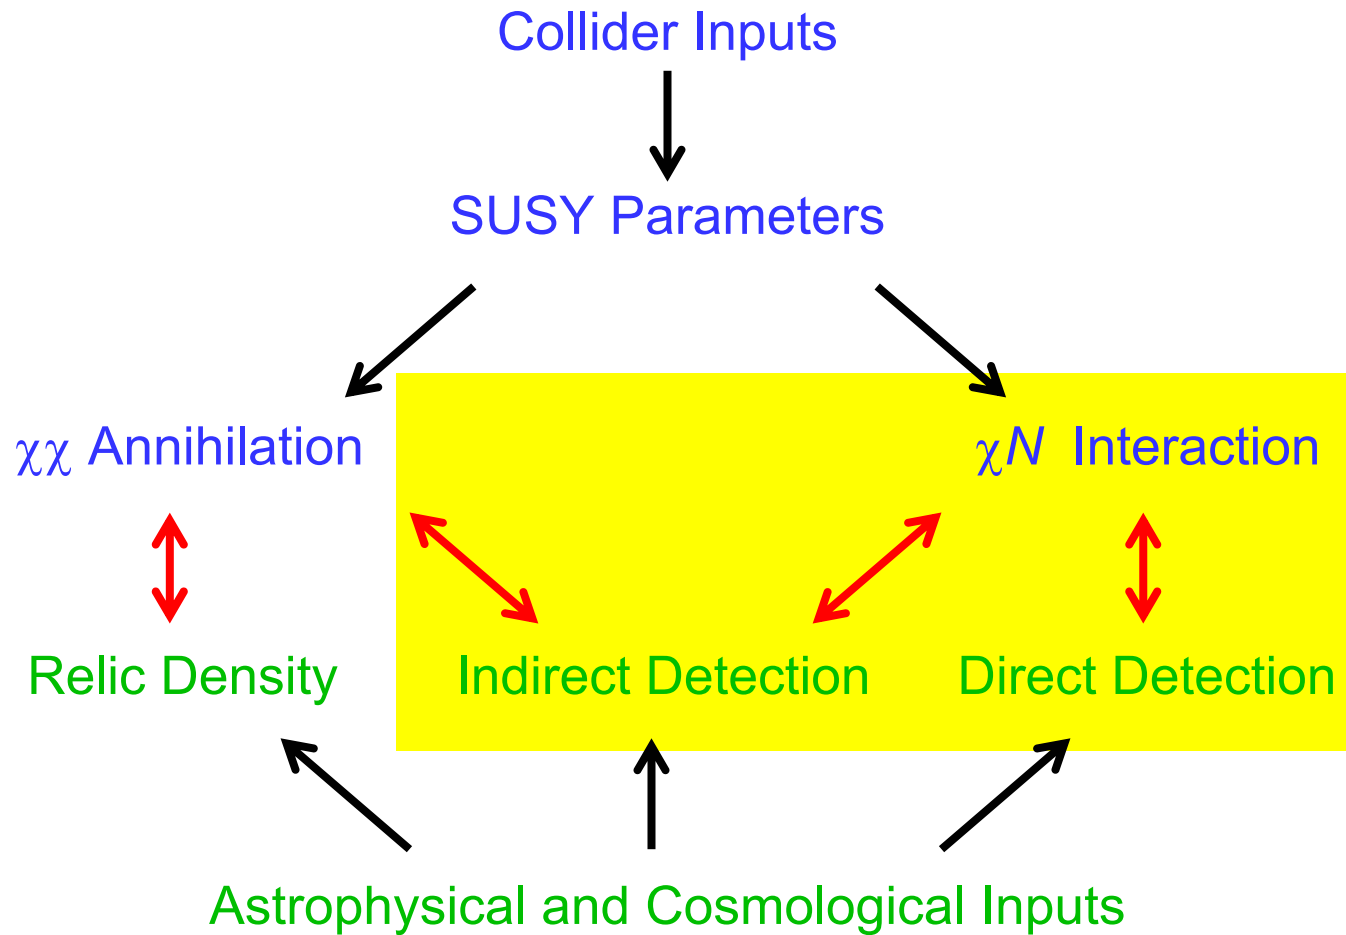 Collider Inputs
SUSY Parameters
χχ Annihilation
χN Interaction
Relic Density
Indirect Detection
Direct Detection
Astrophysical and Cosmological Inputs